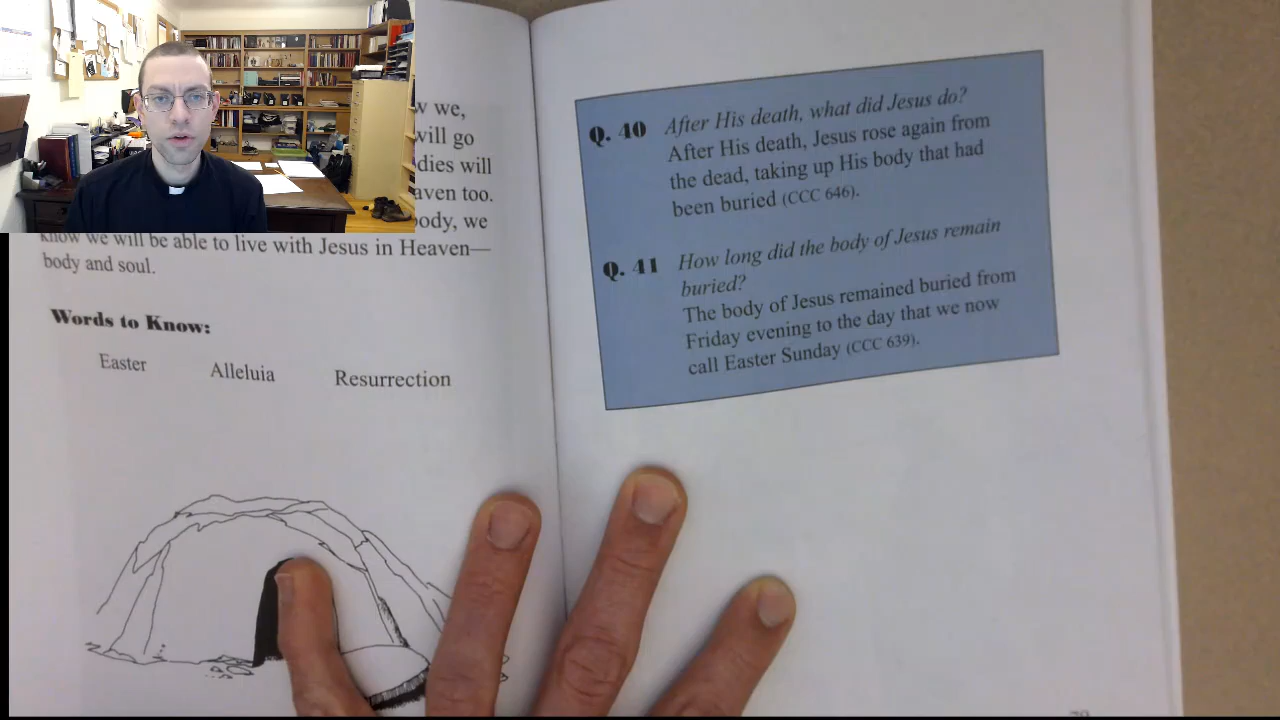 we,
will go
will
too.
we
know we will be able to live with Jesus in Heaven—
body and soul.
Words to Know:
Easter Alleluia Resurrection
Q. 40 After His death, what did Jesus do?
After His death, Jesus rose again from
the dead, taking up His body that had
been buried (CCC 646).
Q. 41 How long did the body of Jesus remain
buried?
The body of Jesus remained buried from
Friday evening to the day that we now
call Easter Sunday (CCC 639).